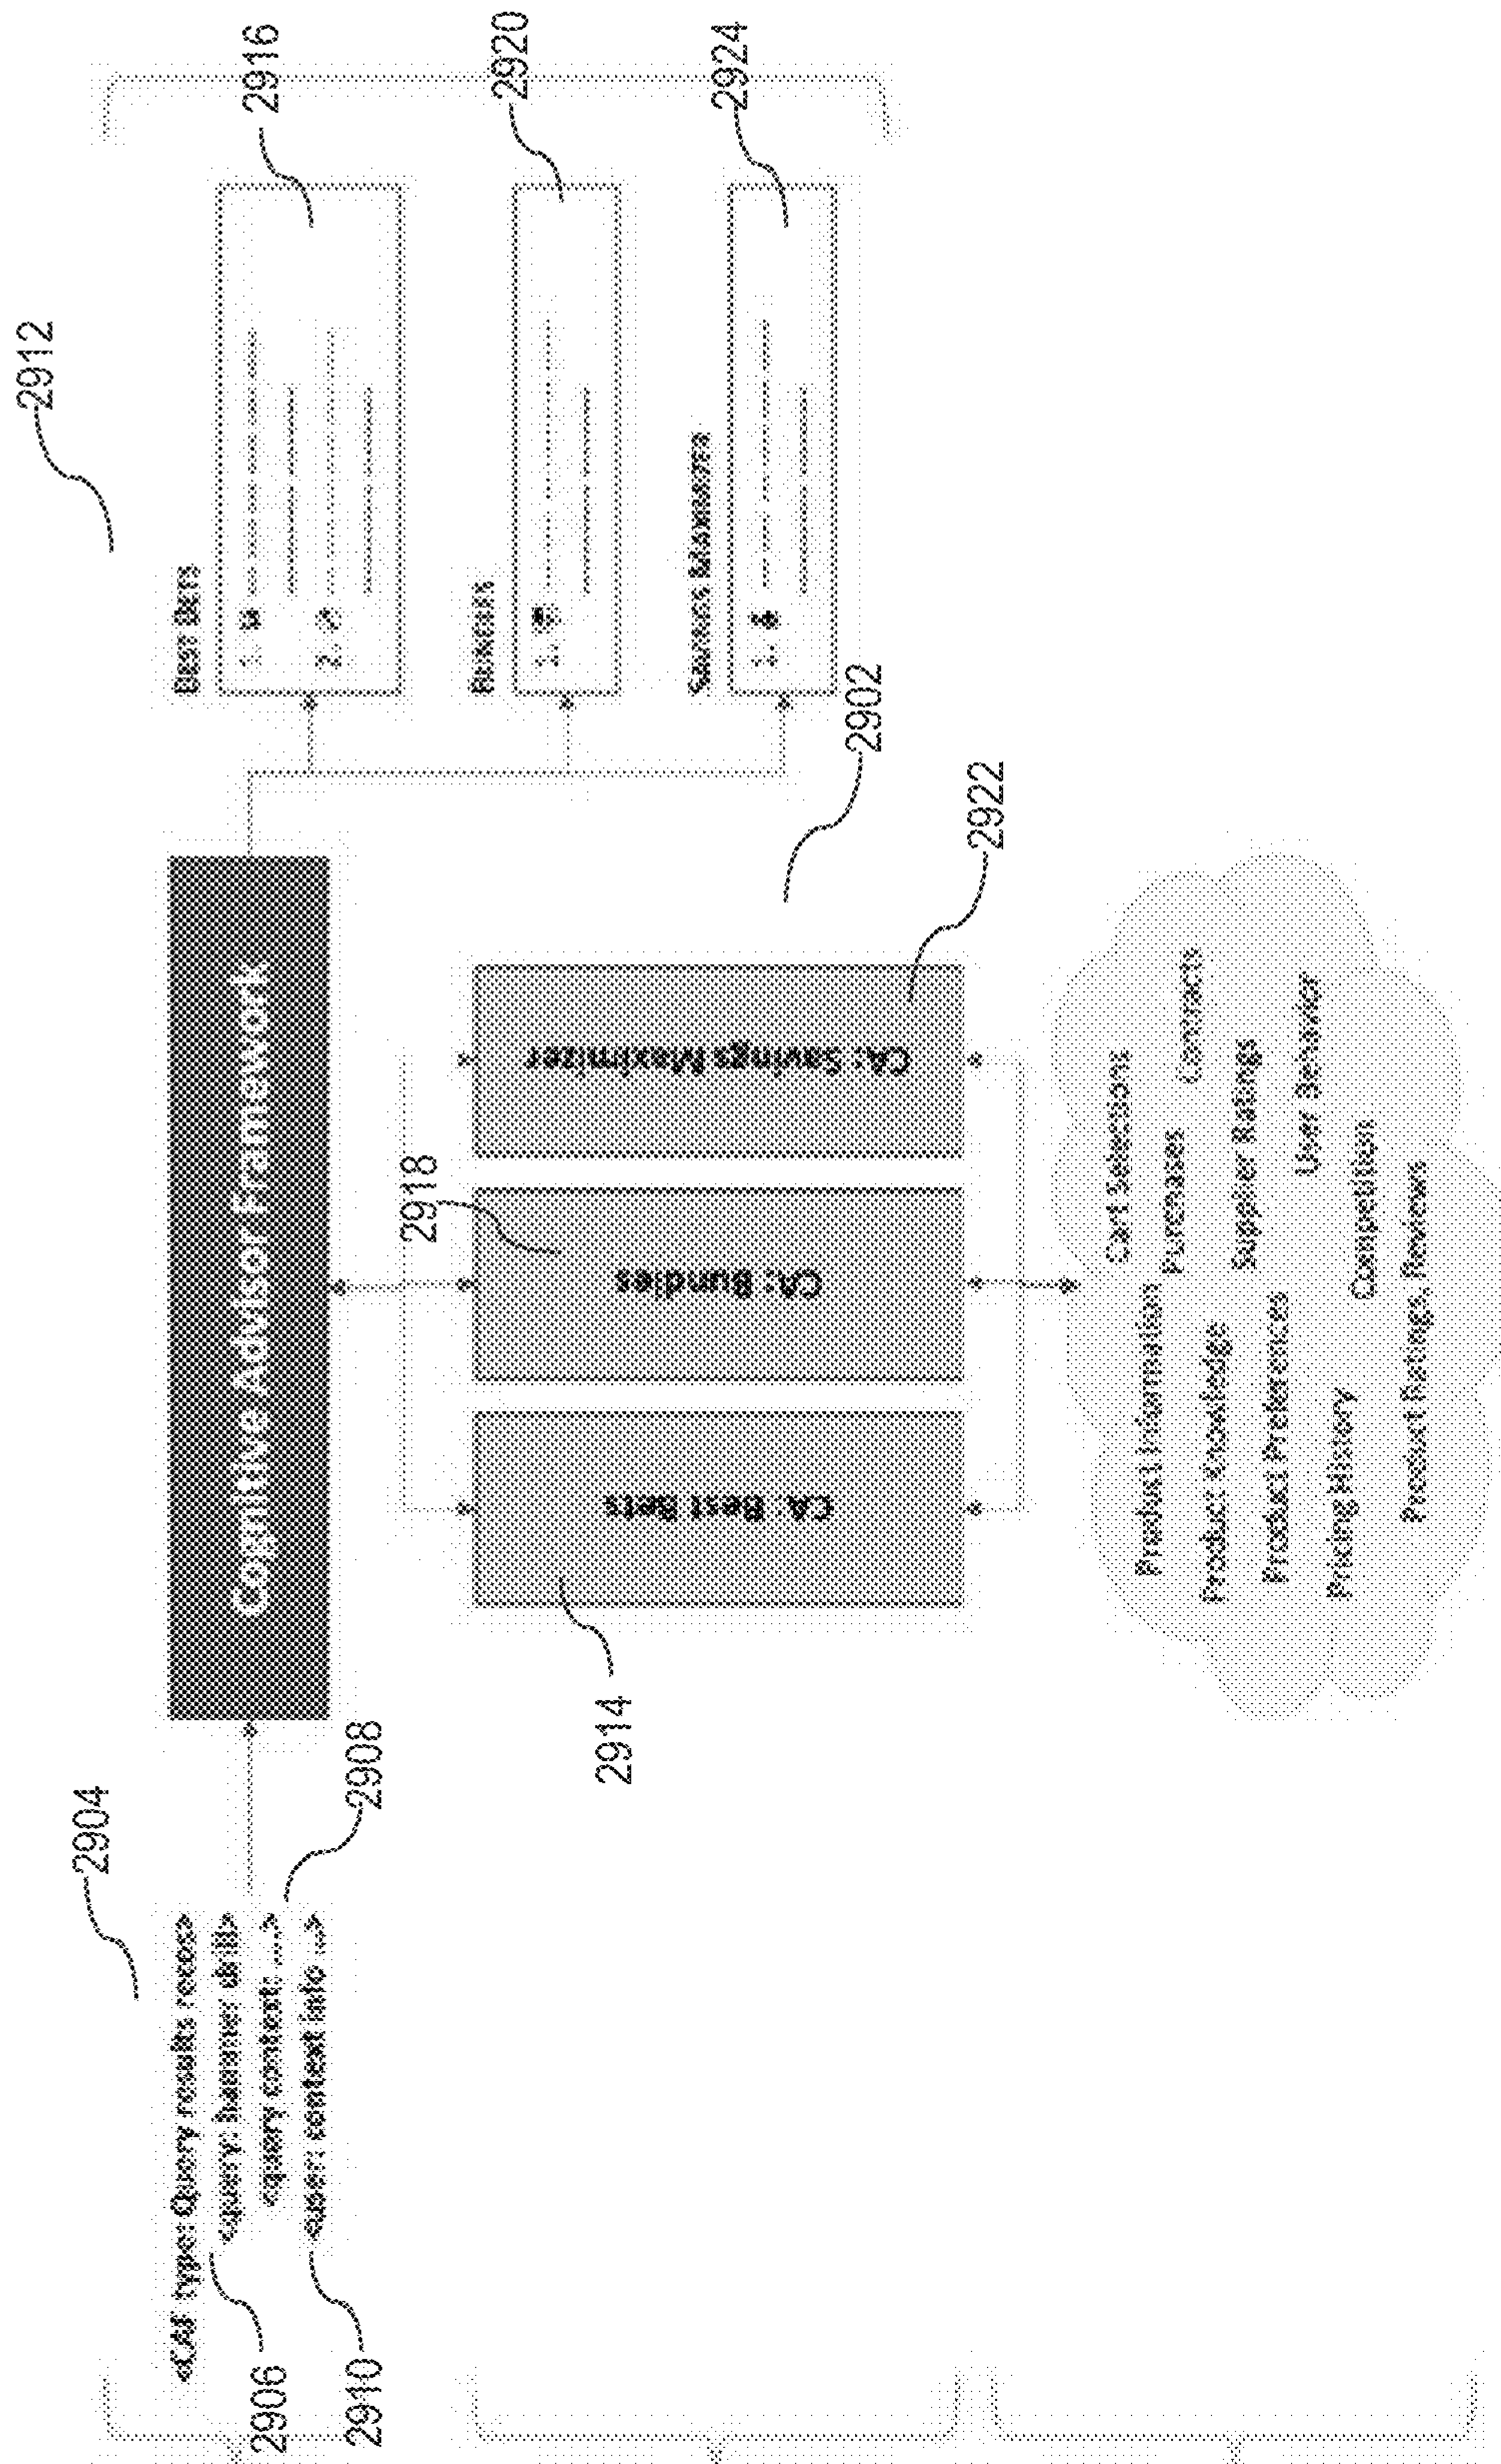 2904
<CAF type: Query results recos>
2906
<query: hammer drill>
<query context: ....>
2908
2910
<user: context info ...>
Cognitive Advisor Framework
2912
BEST BETS
1.
2.
2916
BUNDLES
1.
2920
SAVINGS MAXIMIZER
1.
2924
2902
2914
CA: Best Bets
2918
CA: Bundles
2922
CA: Savings Maximizer
Cart Selections
Product Information
Purchases
Contracts
Product Knowledge
Supplier Ratings
Product Preferences
User Behavior
Pricing History
Competition
Product Ratings, Reviews